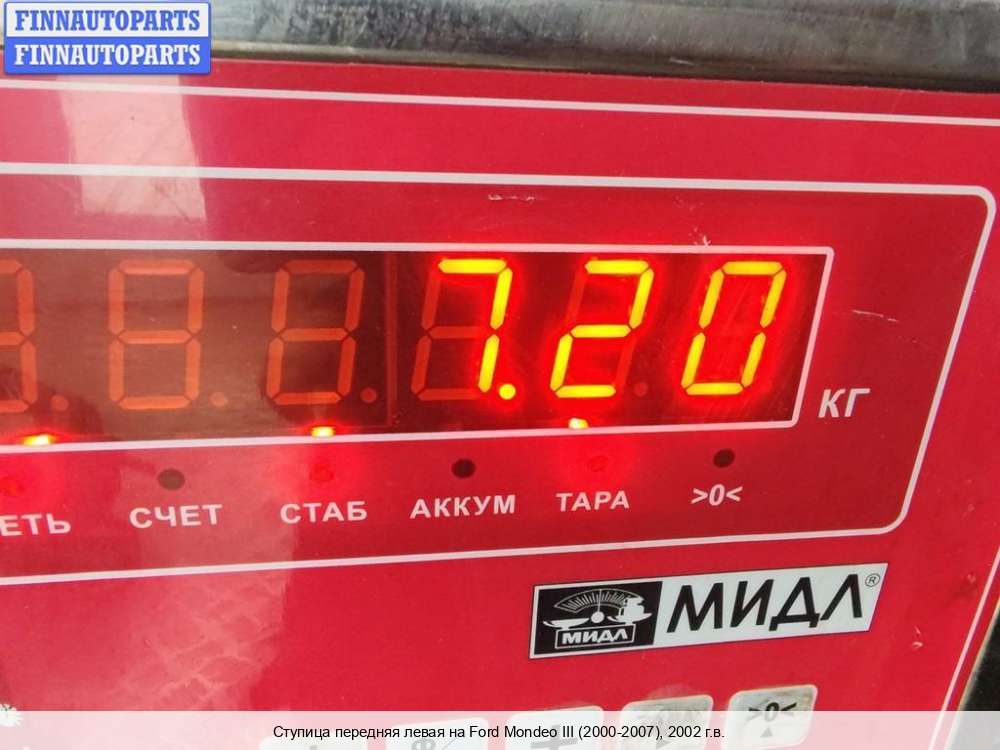 FINNAUTOPARTS
FINNAUTOPARTS
7.20
КГ
СЧЕТ СТАБ АККУМ ТАРА >0<
МИДЛ МИДЛ®
>0<
Ступица передняя левая на Ford Mondeo III (2000-2007), 2002 г.в.